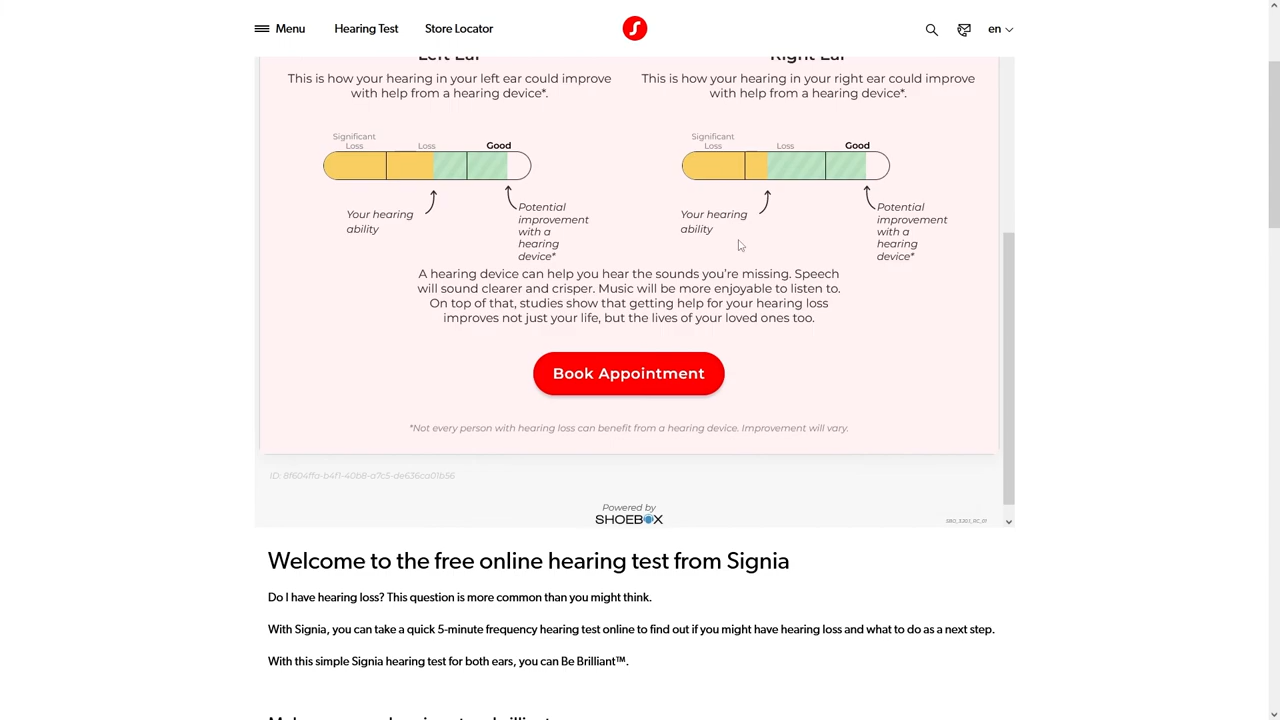 Menu
Hearing Test
Store Locator
en
Left Ear
Right Ear
This is how your hearing in your left ear could improve
with help from a hearing device*.
This is how your hearing in your right ear could improve
with help from a hearing device*.
Significant
Loss
Loss
Good
Significant
Loss
Loss
Good
Your hearing
ability
Potential
improvement
with a
hearing
device*
Your hearing
ability
Potential
improvement
with a
hearing
device*
A hearing device can help you hear the sounds you're missing. Speech
will sound clearer and crisper. Music will be more enjoyable to listen to.
On top of that, studies show that getting help for your hearing loss
improves not just your life, but the lives of your loved ones too.
Book Appointment
*Not every person with hearing loss can benefit from a hearing device. Improvement will vary.
ID: 8f604ffa-b4f1-40b8-a7c5-de636ca01b56
Powered by
SHOEBOX
Welcome to the free online hearing test from Signia
Do I have hearing loss? This question is more common than you might think.
With Signia, you can take a quick 5-minute frequency hearing test online to find out if you might have hearing loss and what to do as a next step.
With this simple Signia hearing test for both ears, you can Be Brilliant™.